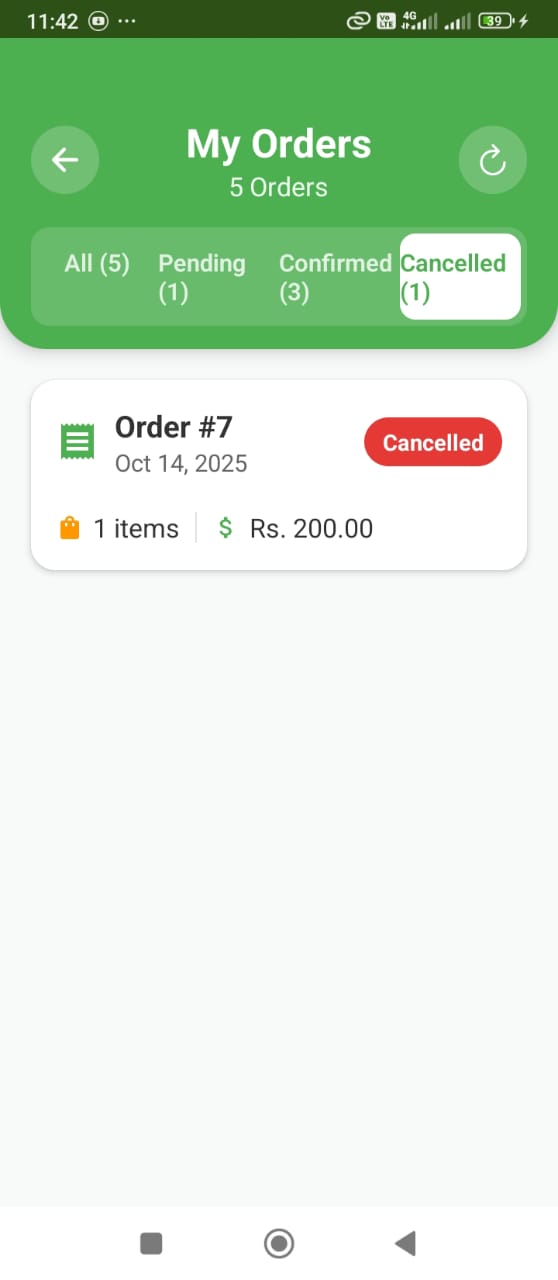 11:42
Vo LTE 4G 39
My Orders
5 Orders
All (5) Pending Confirmed Cancelled
(1) (3) (1)
Order #7
Oct 14, 2025
Cancelled
1 items $ Rs. 200.00